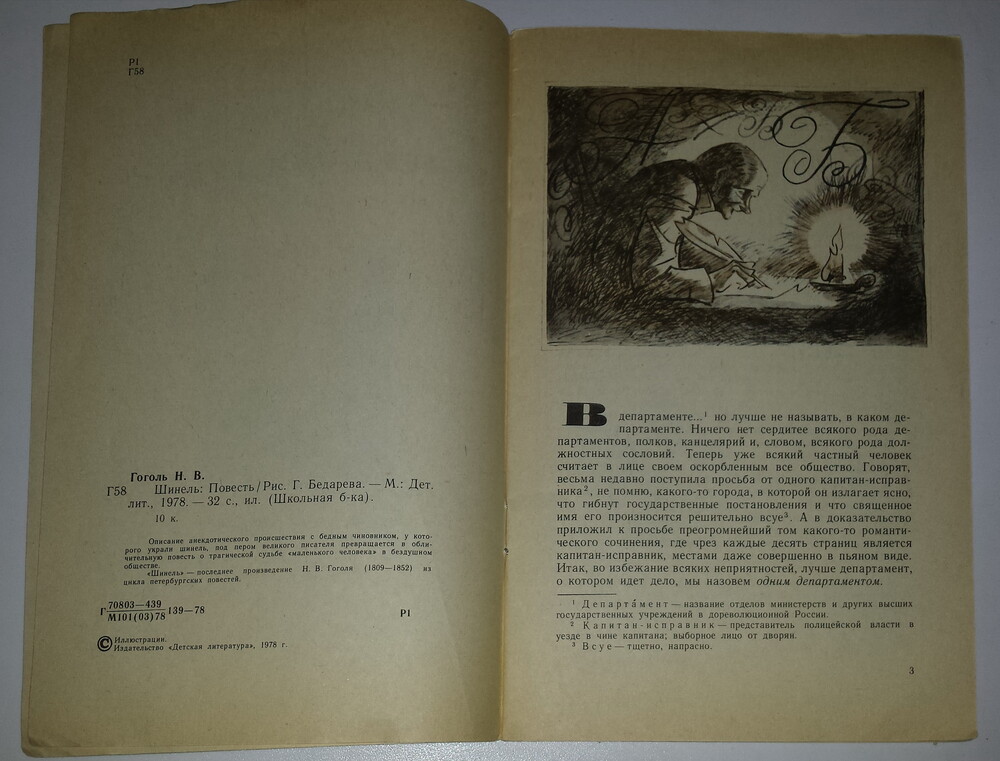 Р1
Г58
Гоголь Н. В.
Г58 Шинель: Повесть/Рис. Г. Бедарева. — М.: Дет.
лит., 1978. — 32 с., ил. (Школьная б-ка).
10 к.
Описание анекдотического происшествия с бедным чиновником, у кото-
рого украли шинель, под пером великого писателя превращается в обли-
чительную повесть о трагической судьбе «маленького человека» в бездушном
обществе.
«Шинель» — последнее произведение Н. В. Гоголя (1809—1852) из
цикла петербургских повестей.
Г 70803—439 139—78
М101(03)78
Р1
© Иллюстрации.
Издательство «Детская литература», 1978 г.
А Б
В департаменте...¹ но лучше не называть, в каком де-
партаменте. Ничего нет сердитее всякого рода де-
партаментов, полков, канцелярий и, словом, всякого рода дол-
жностных сословий. Теперь уже всякий частный человек
считает в лице своем оскорбленным все общество. Говорят,
весьма недавно поступила просьба от одного капитан-исправ-
ника², не помню, какого-то города, в которой он излагает ясно,
что гибнут государственные постановления и что священное
имя его произносится решительно всуе³. А в доказательство
приложил к просьбе преогромнейший том какого-то романти-
ческого сочинения, где чрез каждые десять страниц является
капитан-исправник, местами даже совершенно в пьяном виде.
Итак, во избежание всяких неприятностей, лучше департамент,
о котором идет дело, мы назовем одним департаментом.
¹ Департа́мент — название отделов министерств и других высших
государственных учреждений в дореволюционной России.
² Капитан-исправник — представитель полицейской власти в
уезде в чине капитана; выборное лицо от дворян.
³ Всуе — тщетно, напрасно.
3